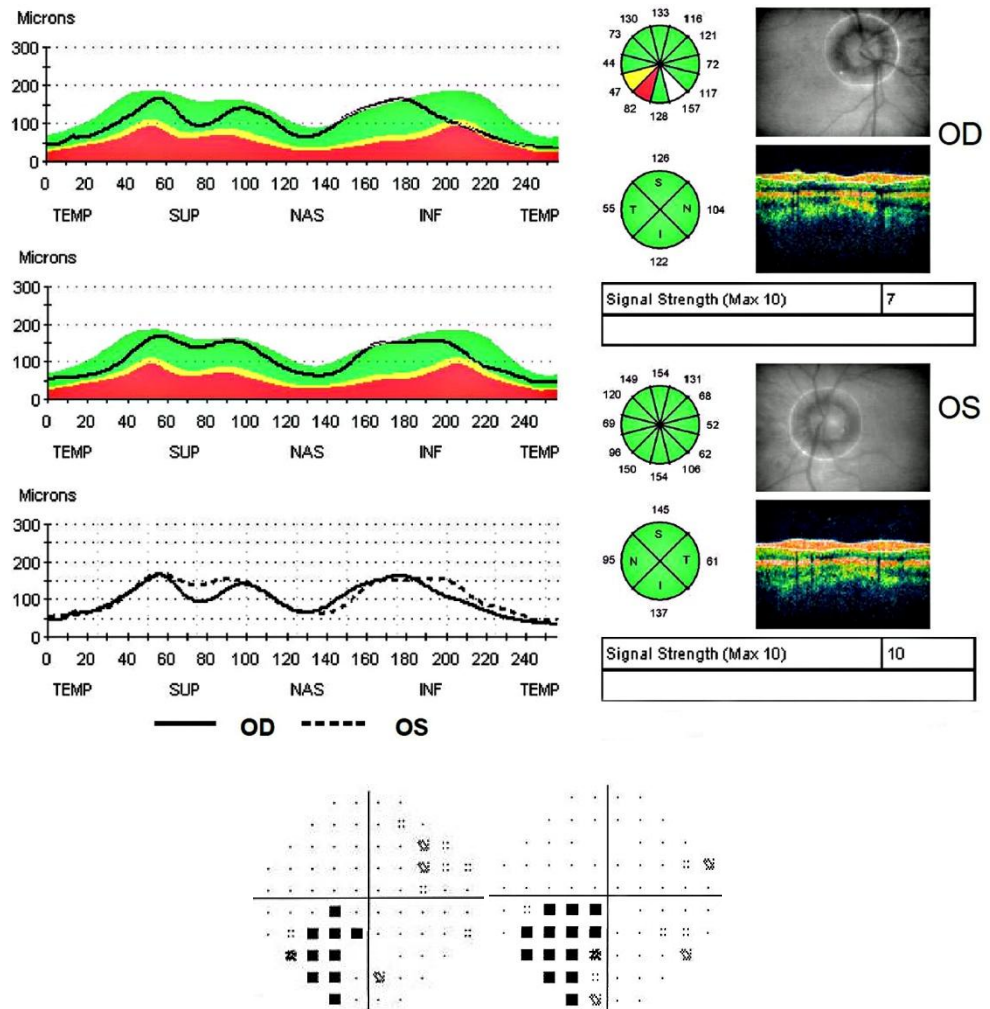 Microns
300
200
100
0
0 20 40 60 80 100 120 140 160 180 200 220 240
TEMP SUP NAS INF TEMP
133
130 116
73 121
44 72
47 117
82 157
128
OD
126
S
55 T N 104
I
122
Signal Strength (Max 10) 7
Microns
300
200
100
0
0 20 40 60 80 100 120 140 160 180 200 220 240
TEMP SUP NAS INF TEMP
154
149 131
120 68
69 52
96 62
150 106
154
OS
145
S
95 N T 61
I
137
Signal Strength (Max 10) 10
Microns
300
200
100
0
0 20 40 60 80 100 120 140 160 180 200 220 240
TEMP SUP NAS INF TEMP
OD OS